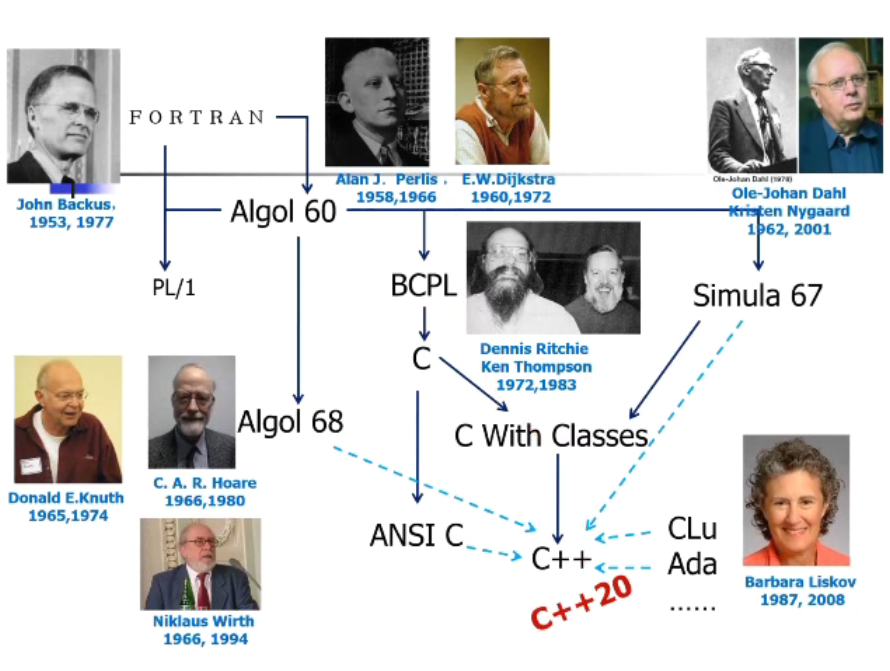 FORTRAN
John Backus,
1953, 1977
Alan J. Perlis,
1958,1966
E.W.Dijkstra
1960,1972
Ole-Johan Dahl (1978)
Ole-Johan Dahl
Kristen Nygaard
1962, 2001
Algol 60
PL/1
BCPL
Simula 67
Dennis Ritchie
Ken Thompson
1972,1983
C
Algol 68
C With Classes
Donald E.Knuth
1965,1974
C. A. R. Hoare
1966,1980
ANSI C
C++
CLu
Ada
......
C++20
Barbara Liskov
1987, 2008
Niklaus Wirth
1966, 1994